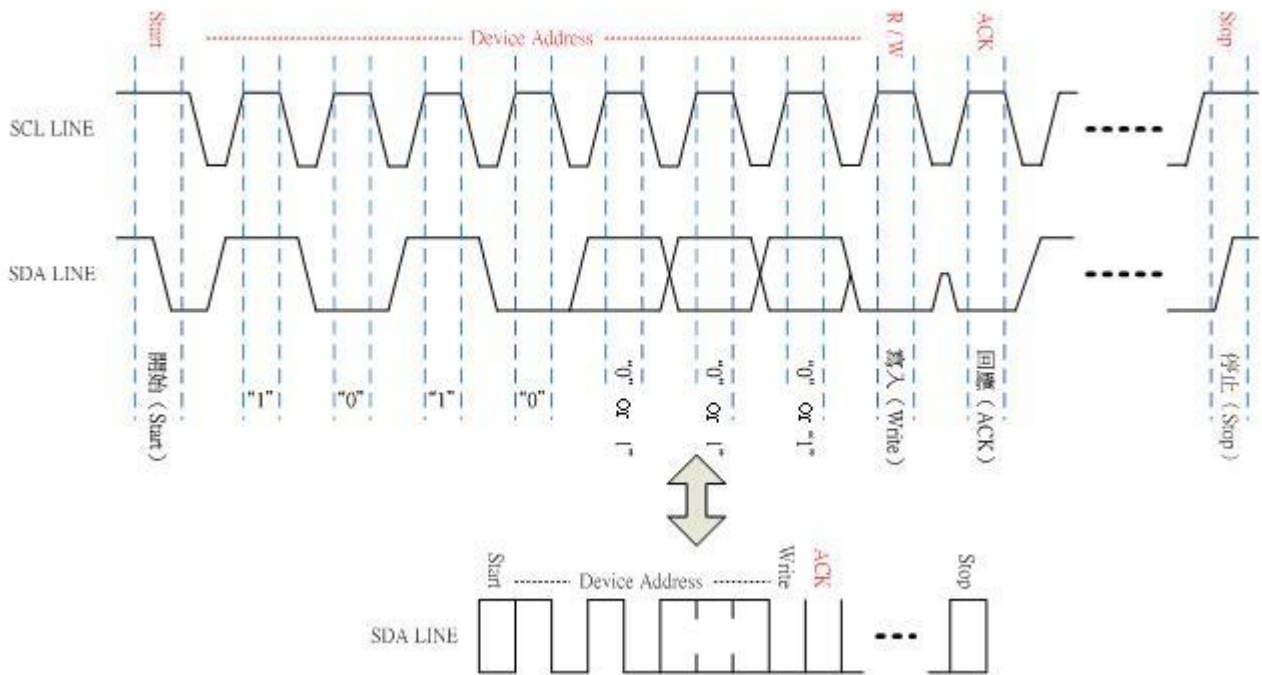 Start
Device Address
R / W
ACK
Stop
SCL LINE
SDA LINE
開始（Start）
“1”
“0”
“1”
“0”
“0” or 1”
“0” or 1”
“0” or “1”
寫入（Write）
回應（ACK）
停止（Stop）
Start
Device Address
Write
ACK
Stop
SDA LINE